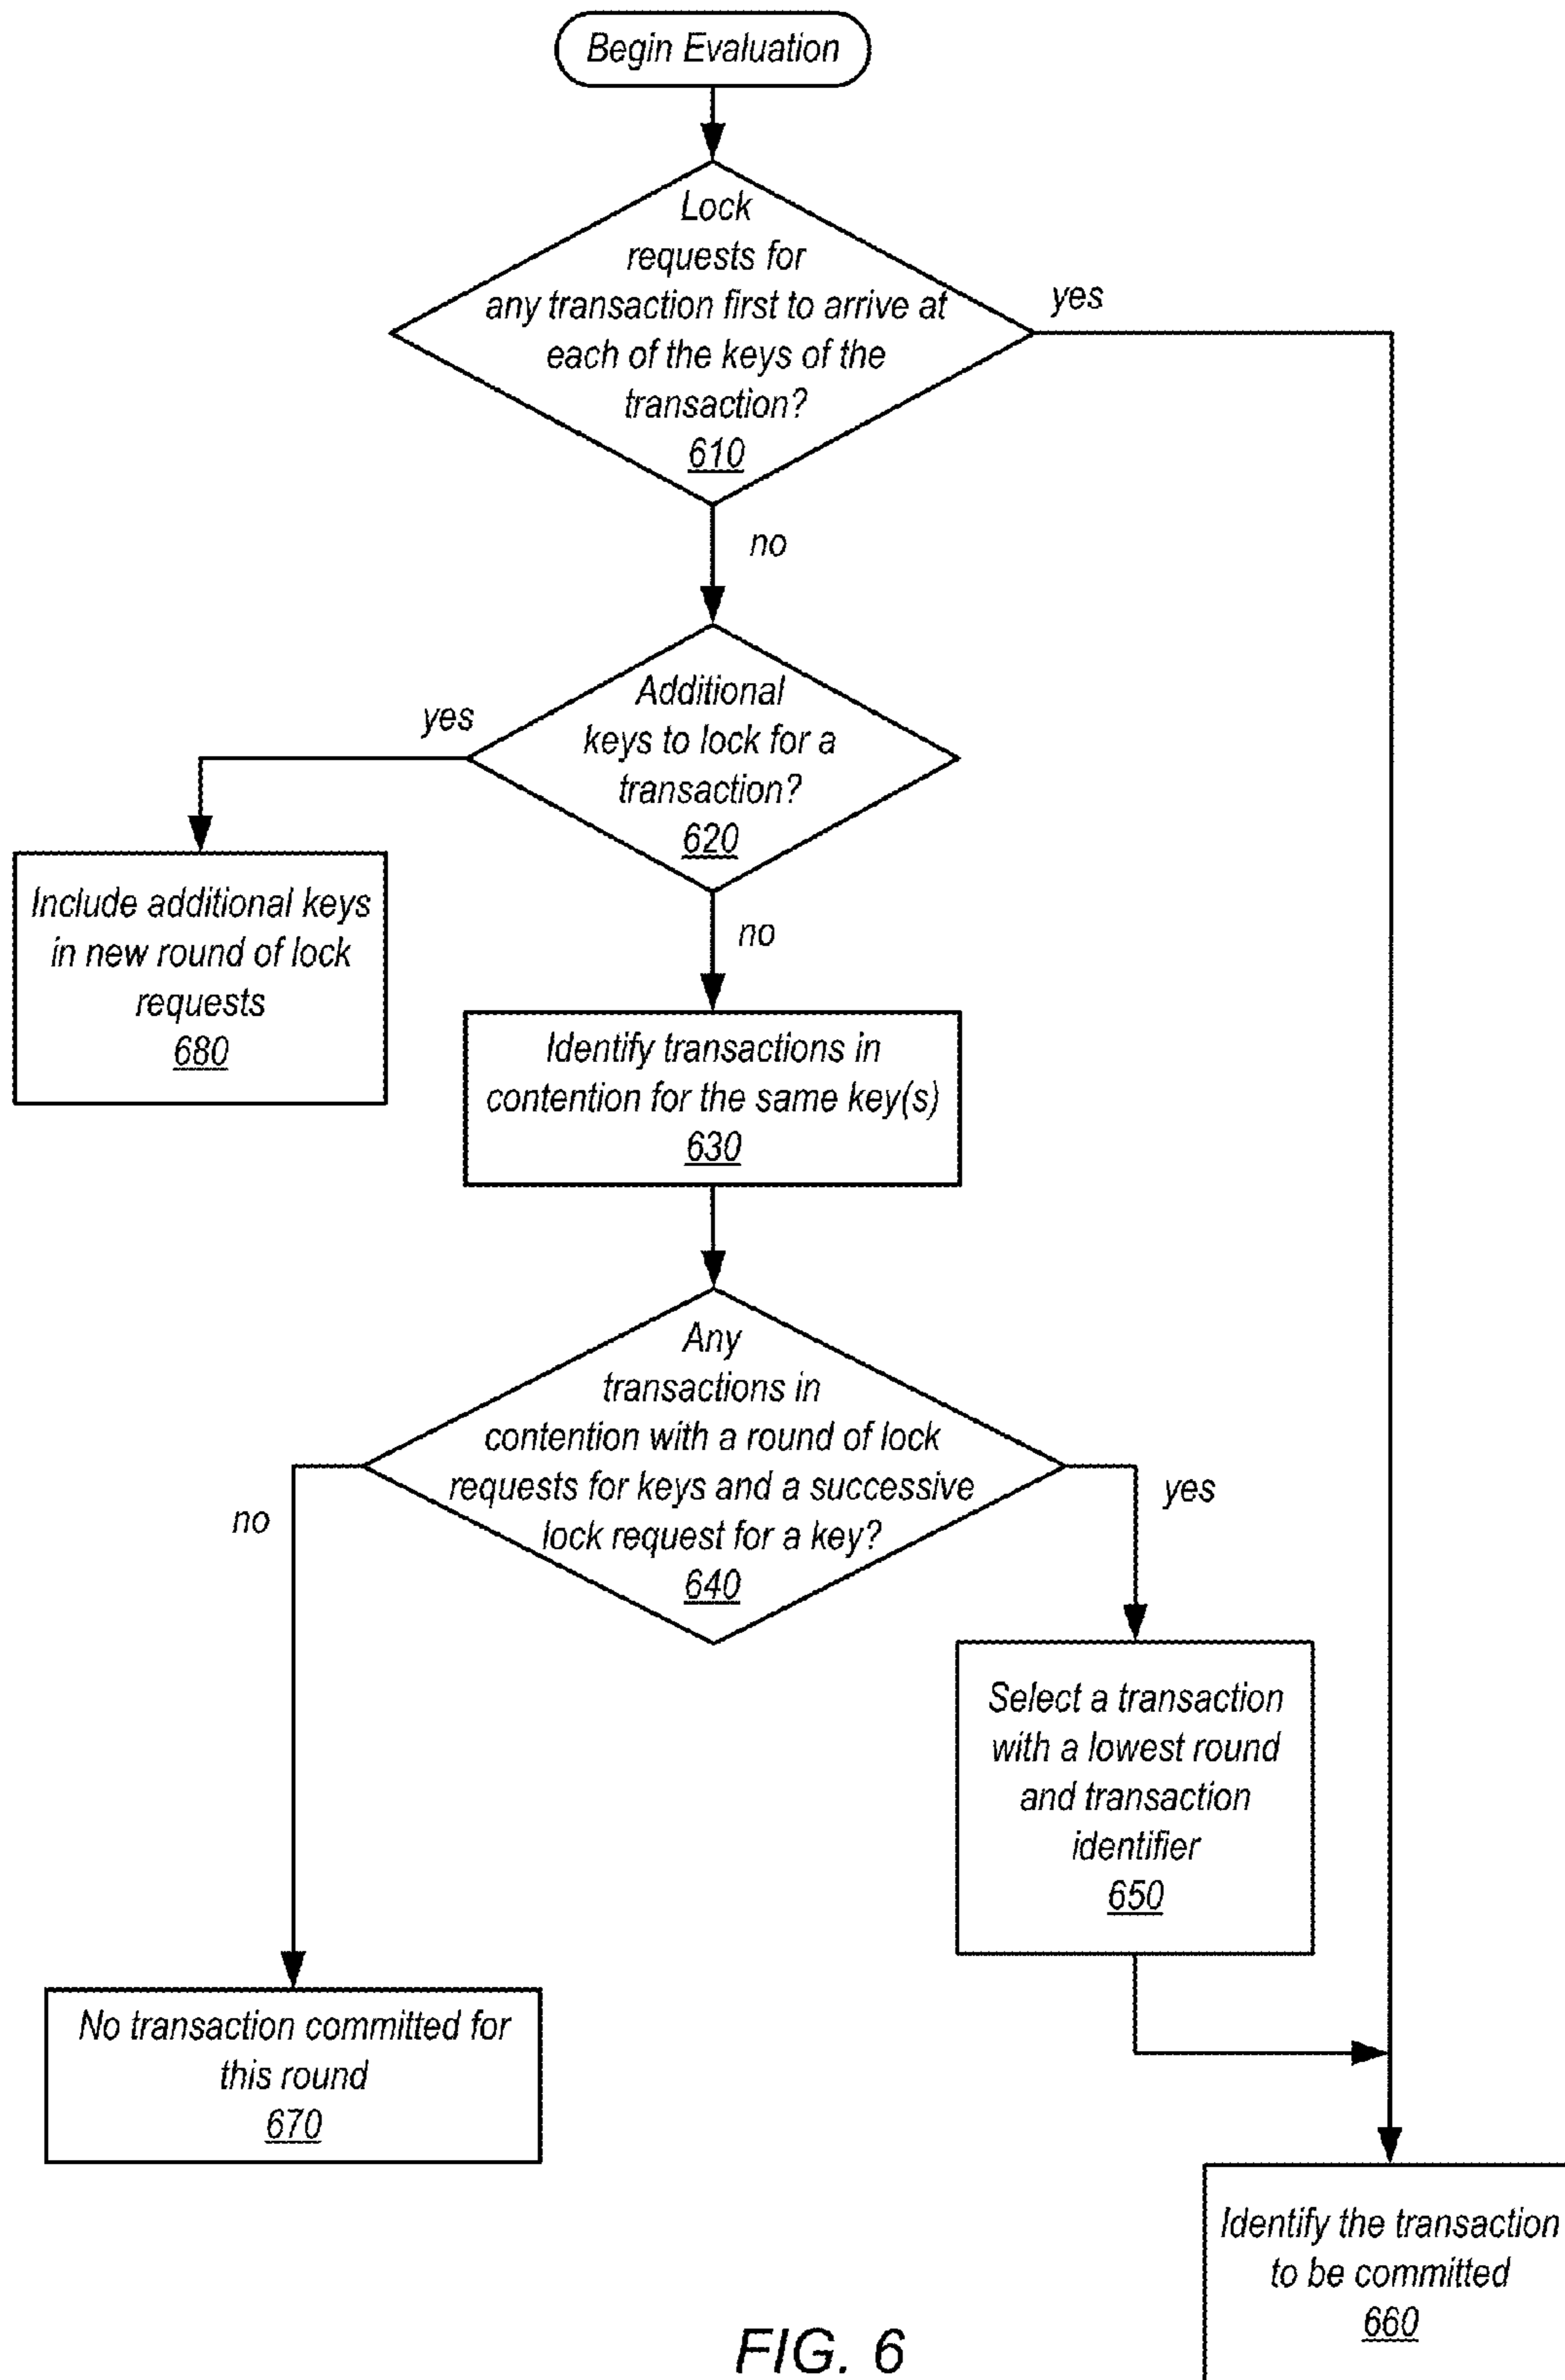 Begin Evaluation
Lock
requests for
any transaction first to arrive at
each of the keys of the
transaction?
610
yes
no
Additional
keys to lock for a
transaction?
620
yes
no
Include additional keys
in new round of lock
requests
680
Identify transactions in
contention for the same key(s)
630
Any
transactions in
contention with a round of lock
requests for keys and a successive
lock request for a key?
640
no
yes
Select a transaction
with a lowest round
and transaction
identifier
650
No transaction committed for
this round
670
Identify the transaction
to be committed
660
FIG. 6